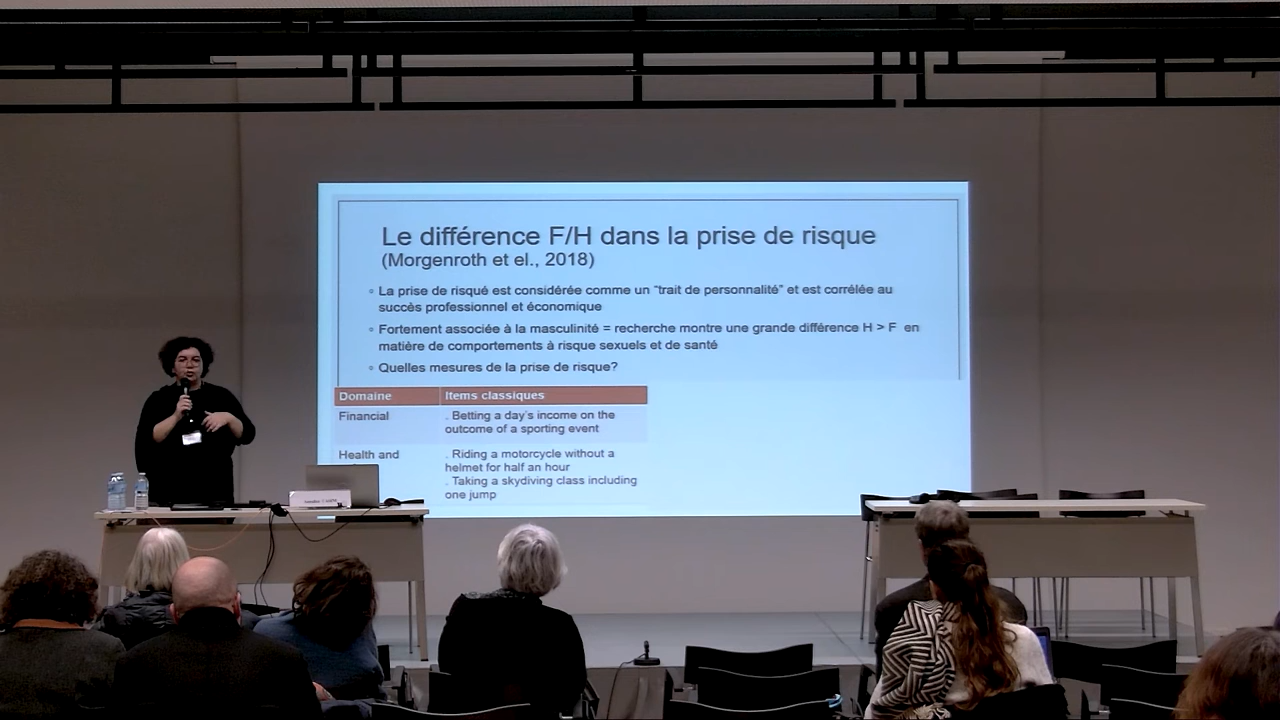 Le différence F/H dans la prise de risque
(Morgenroth et el., 2018)
◦ La prise de risqué est considérée comme un “trait de personnalité” et est corrélée au
succès professionnel et économique
◦ Fortement associée à la masculinité = recherche montre une grande différence H > F en
matière de comportements à risque sexuels et de santé
◦ Quelles mesures de la prise de risque?
Domaine Items classiques
Financial . Betting a day's income on the
outcome of a sporting event
Health and . Riding a motorcycle without a
helmet for half an hour
. Taking a skydiving class including
one jump